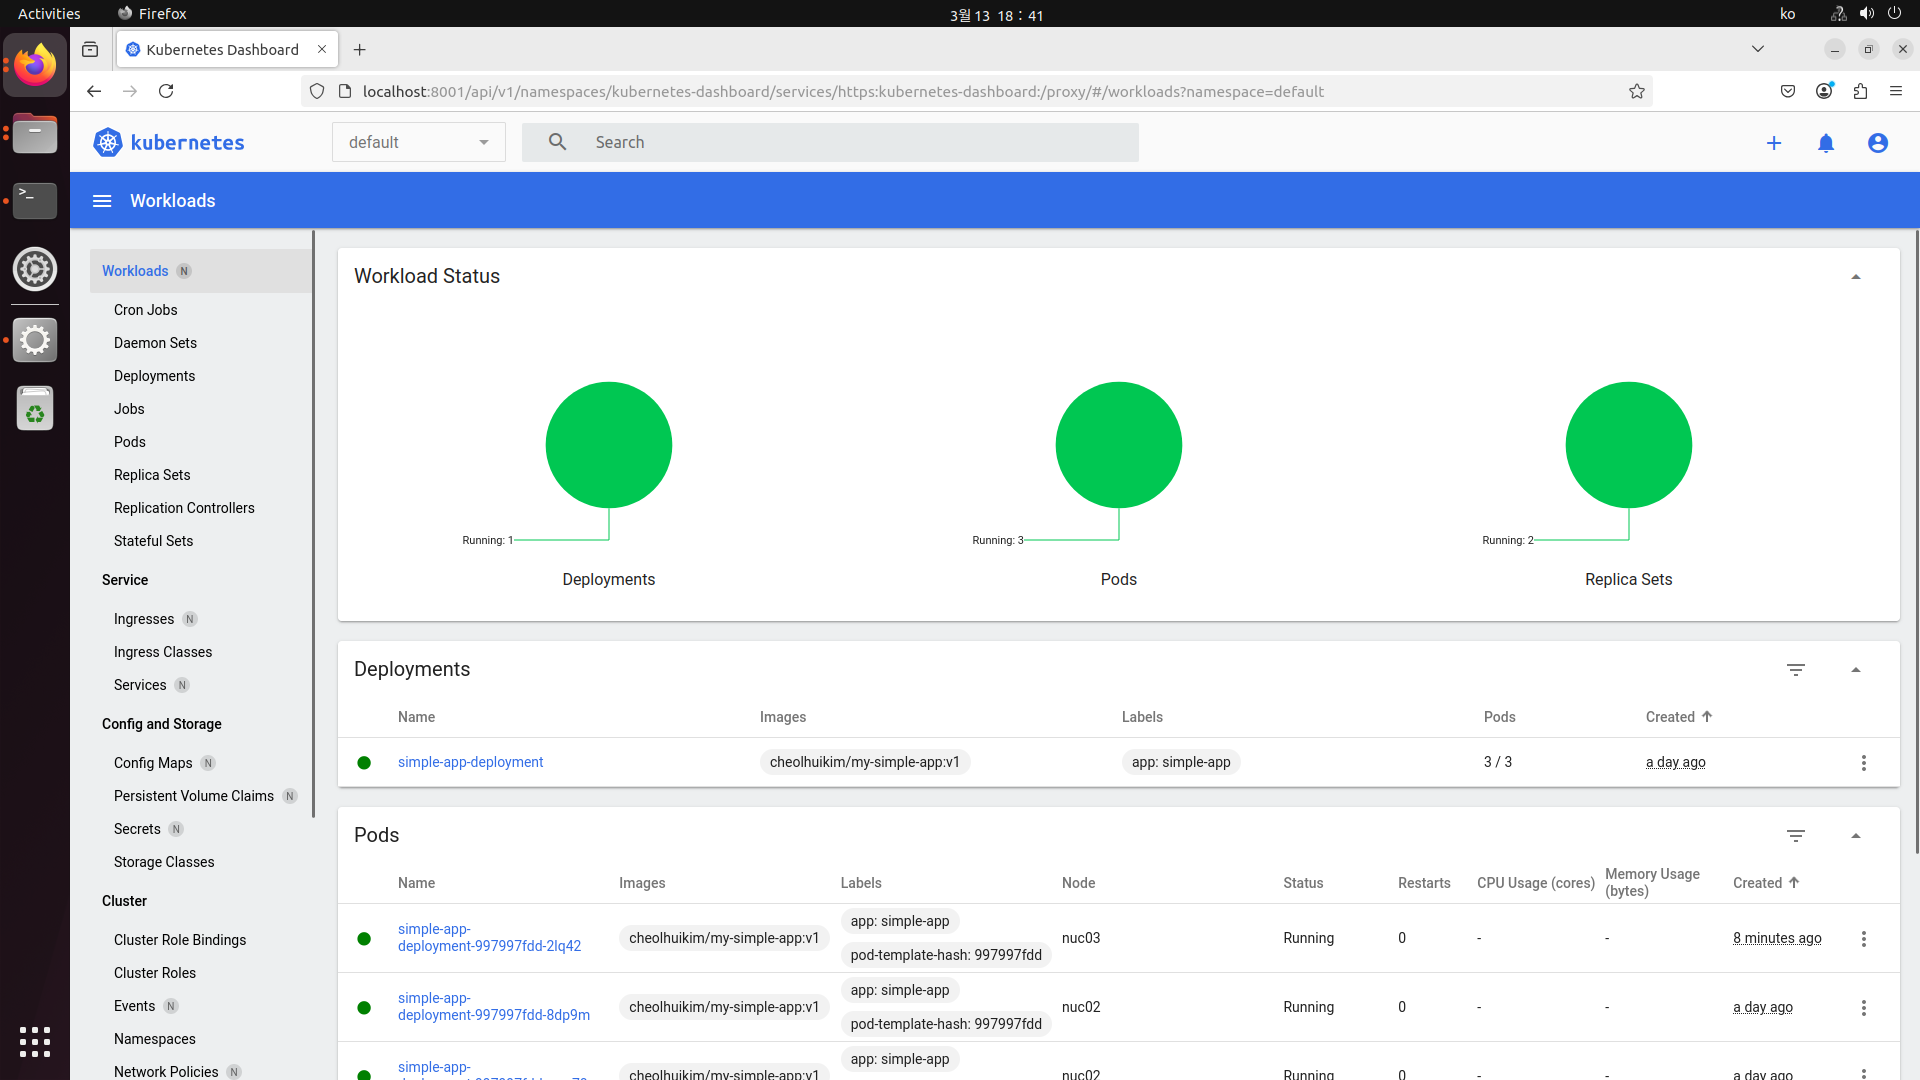 Activities
Firefox
3월 13 18 : 41
ko
Kubernetes Dashboard
localhost:8001/api/v1/namespaces/kubernetes-dashboard/services/https:kubernetes-dashboard:/proxy/#/workloads?namespace=default
kubernetes
default
Search
Workloads
Workloads N
Cron Jobs
Daemon Sets
Deployments
Jobs
Pods
Replica Sets
Replication Controllers
Stateful Sets
Service
Ingresses N
Ingress Classes
Services N
Config and Storage
Config Maps N
Persistent Volume Claims N
Secrets N
Storage Classes
Cluster
Cluster Role Bindings
Cluster Roles
Events N
Namespaces
Network Policies N
Workload Status
Running: 1
Deployments
Running: 3
Pods
Running: 2
Replica Sets
Deployments
Name Images Labels Pods Created
simple-app-deployment cheolhuikim/my-simple-app:v1 app: simple-app 3 / 3 a day ago
Pods
Name Images Labels Node Status Restarts CPU Usage (cores) Memory Usage (bytes) Created
simple-app-
deployment-997997fdd-2lq42
cheolhuikim/my-simple-app:v1
app: simple-app
pod-template-hash: 997997fdd
nuc03 Running 0 - - 8 minutes ago
simple-app-
deployment-997997fdd-8dp9m
cheolhuikim/my-simple-app:v1
app: simple-app
pod-template-hash: 997997fdd
nuc02 Running 0 - - a day ago
simple-app-
cheolhuikim/my-simple-app:v1
app: simple-app
nuc02 Running 0 - - a day ago